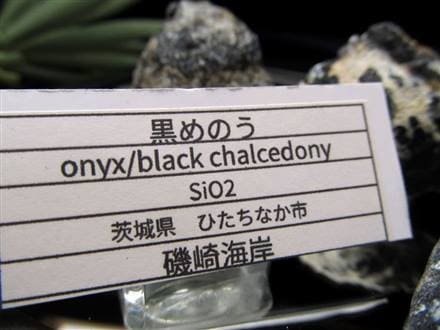 黒めのう
onyx/black chalcedony
SiO2
茨城県 ひたちなか市
磯崎海岸